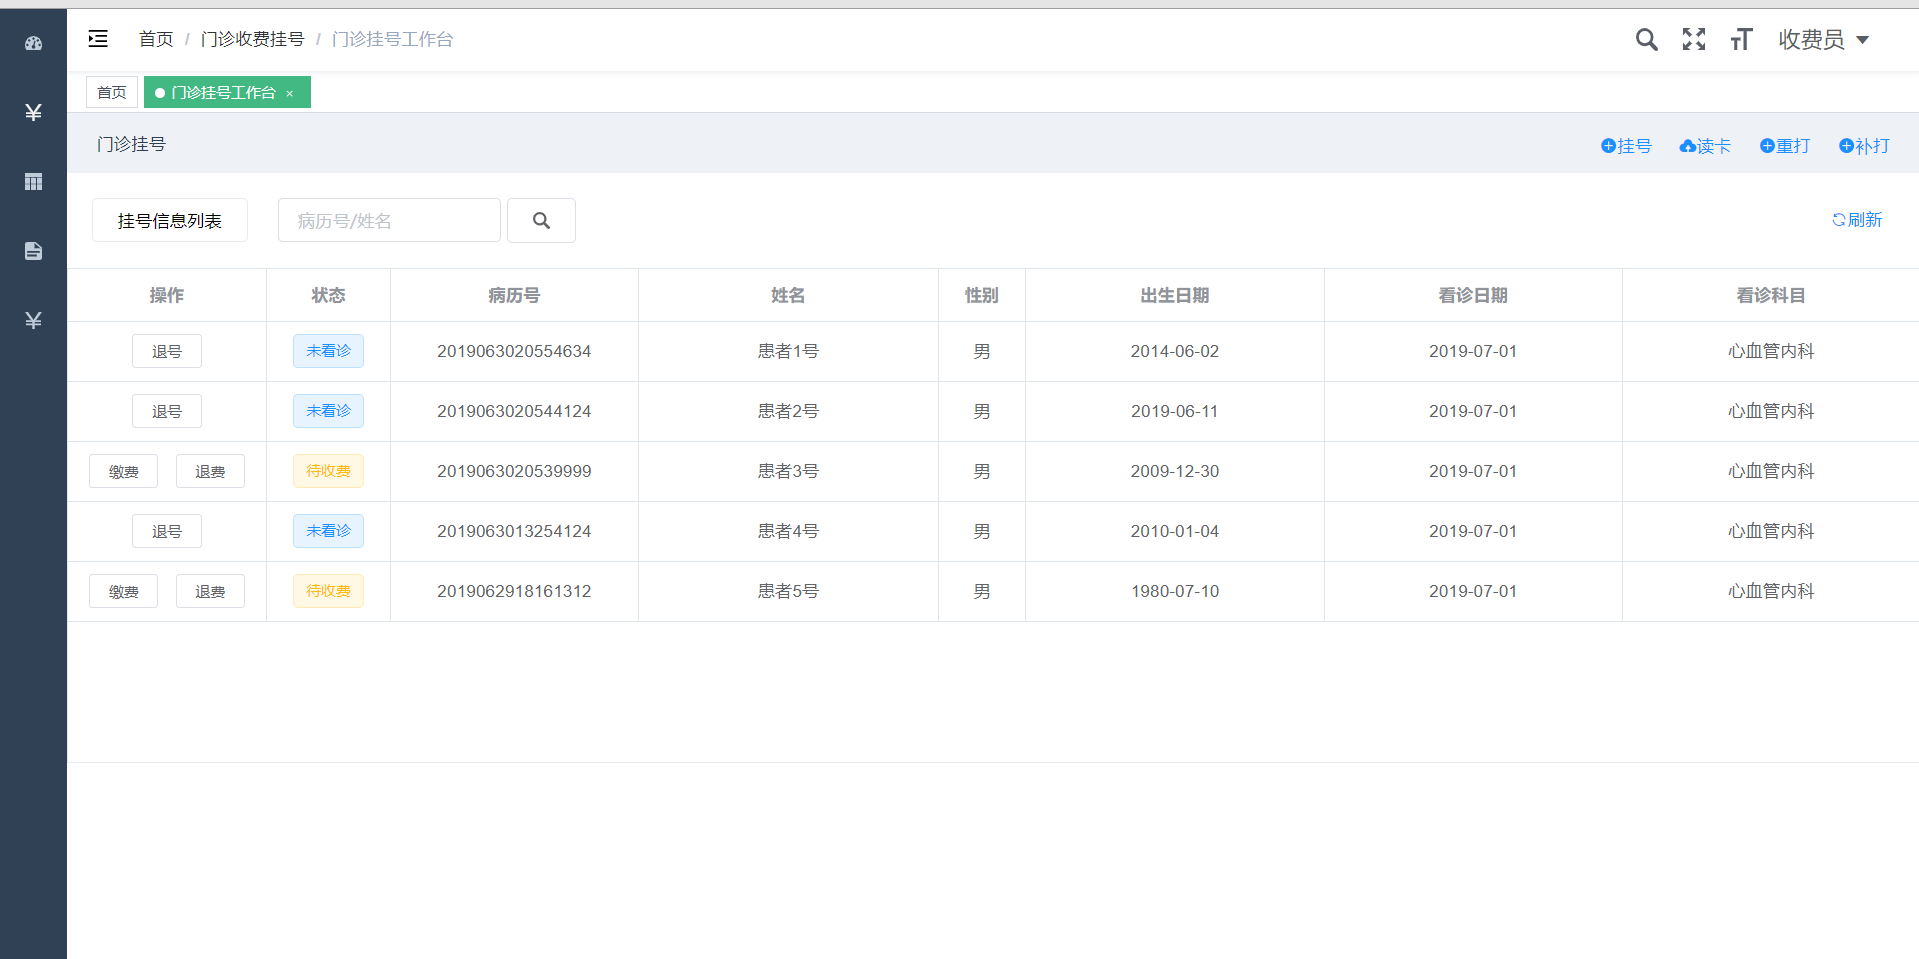 首页 / 门诊收费挂号 / 门诊挂号工作台 收费员
首页 门诊挂号工作台 ×
门诊挂号 挂号 读卡 重打 补打
挂号信息列表 病历号/姓名 刷新
操作 状态 病历号 姓名 性别 出生日期 看诊日期 看诊科目
退号 未看诊 2019063020554634 患者1号 男 2014-06-02 2019-07-01 心血管内科
退号 未看诊 2019063020544124 患者2号 男 2019-06-11 2019-07-01 心血管内科
缴费 退费 待收费 2019063020539999 患者3号 男 2009-12-30 2019-07-01 心血管内科
退号 未看诊 2019063013254124 患者4号 男 2010-01-04 2019-07-01 心血管内科
缴费 退费 待收费 2019062918161312 患者5号 男 1980-07-10 2019-07-01 心血管内科